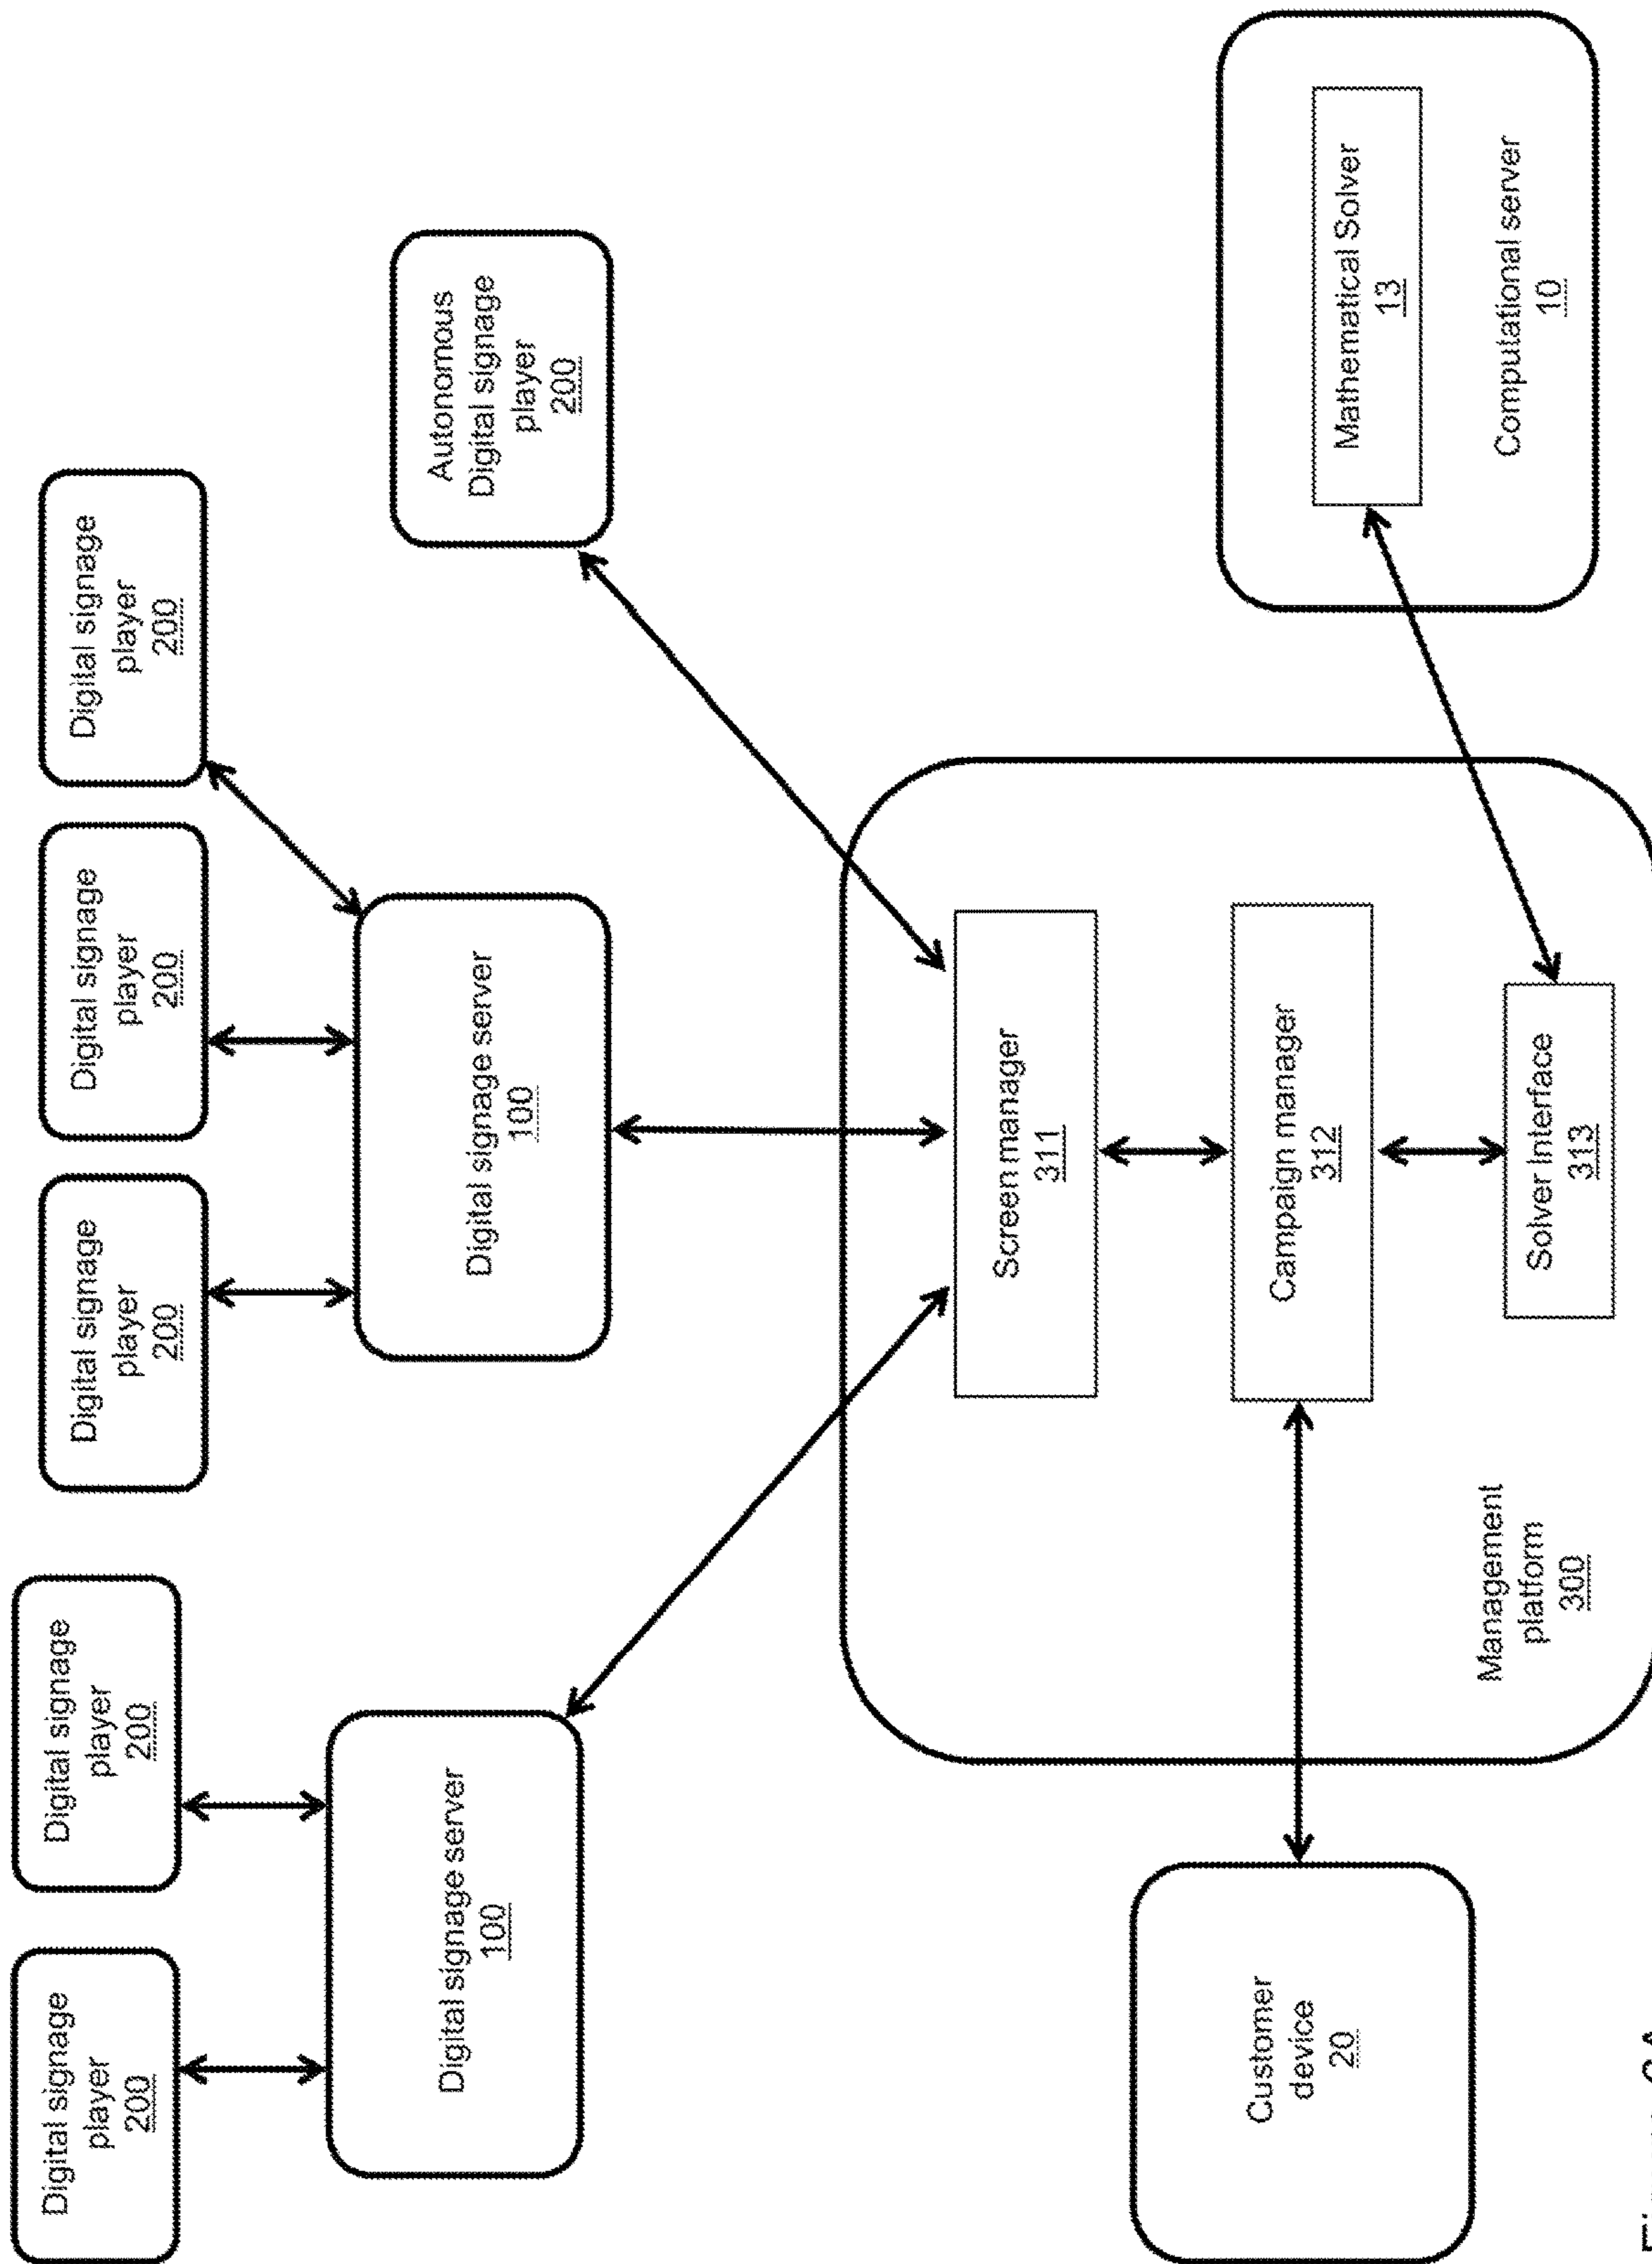 Digital signage
player
200
Digital signage
player
200
Digital signage
player
200
Digital signage
player
200
Digital signage
player
200
Digital signage server
100
Digital signage server
100
Autonomous
Digital signage
player
200
Screen manager
311
Campaign manager
312
Solver Interface
313
Management
platform
300
Customer
device
20
Mathematical Solver
13
Computational server
10
Figure